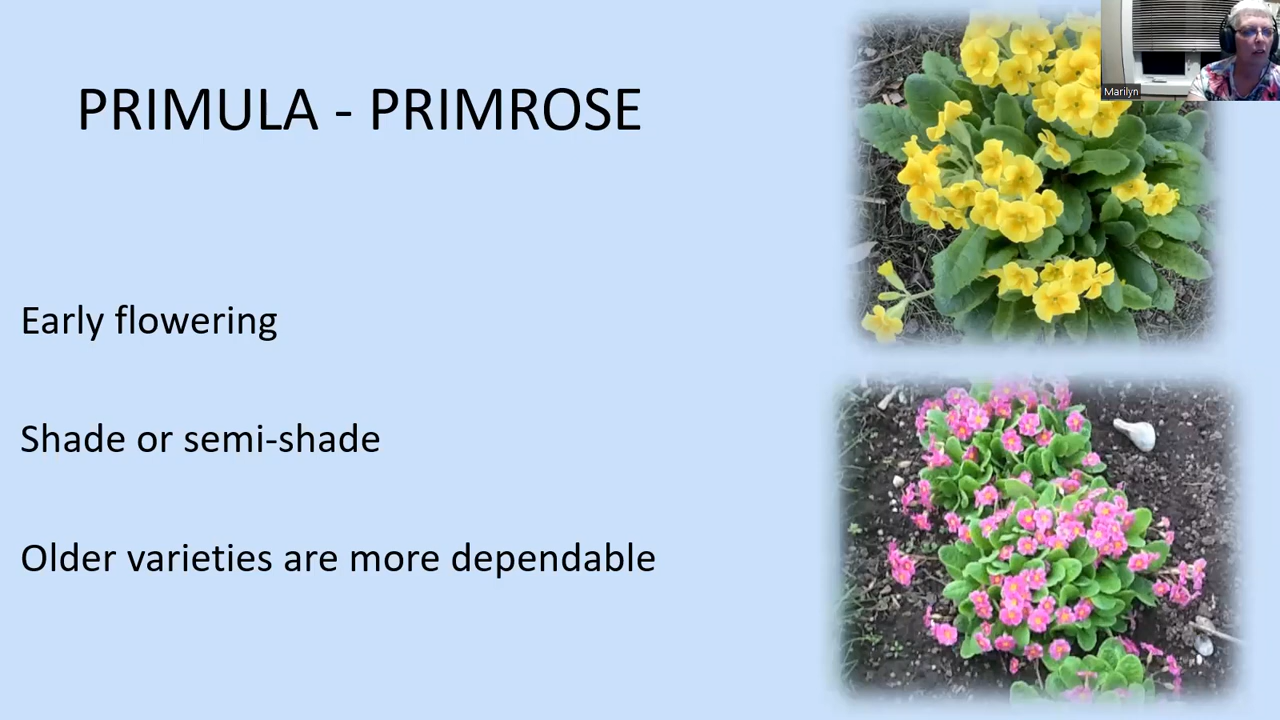 PRIMULA - PRIMROSE
Marilyn
Early flowering
Shade or semi-shade
Older varieties are more dependable